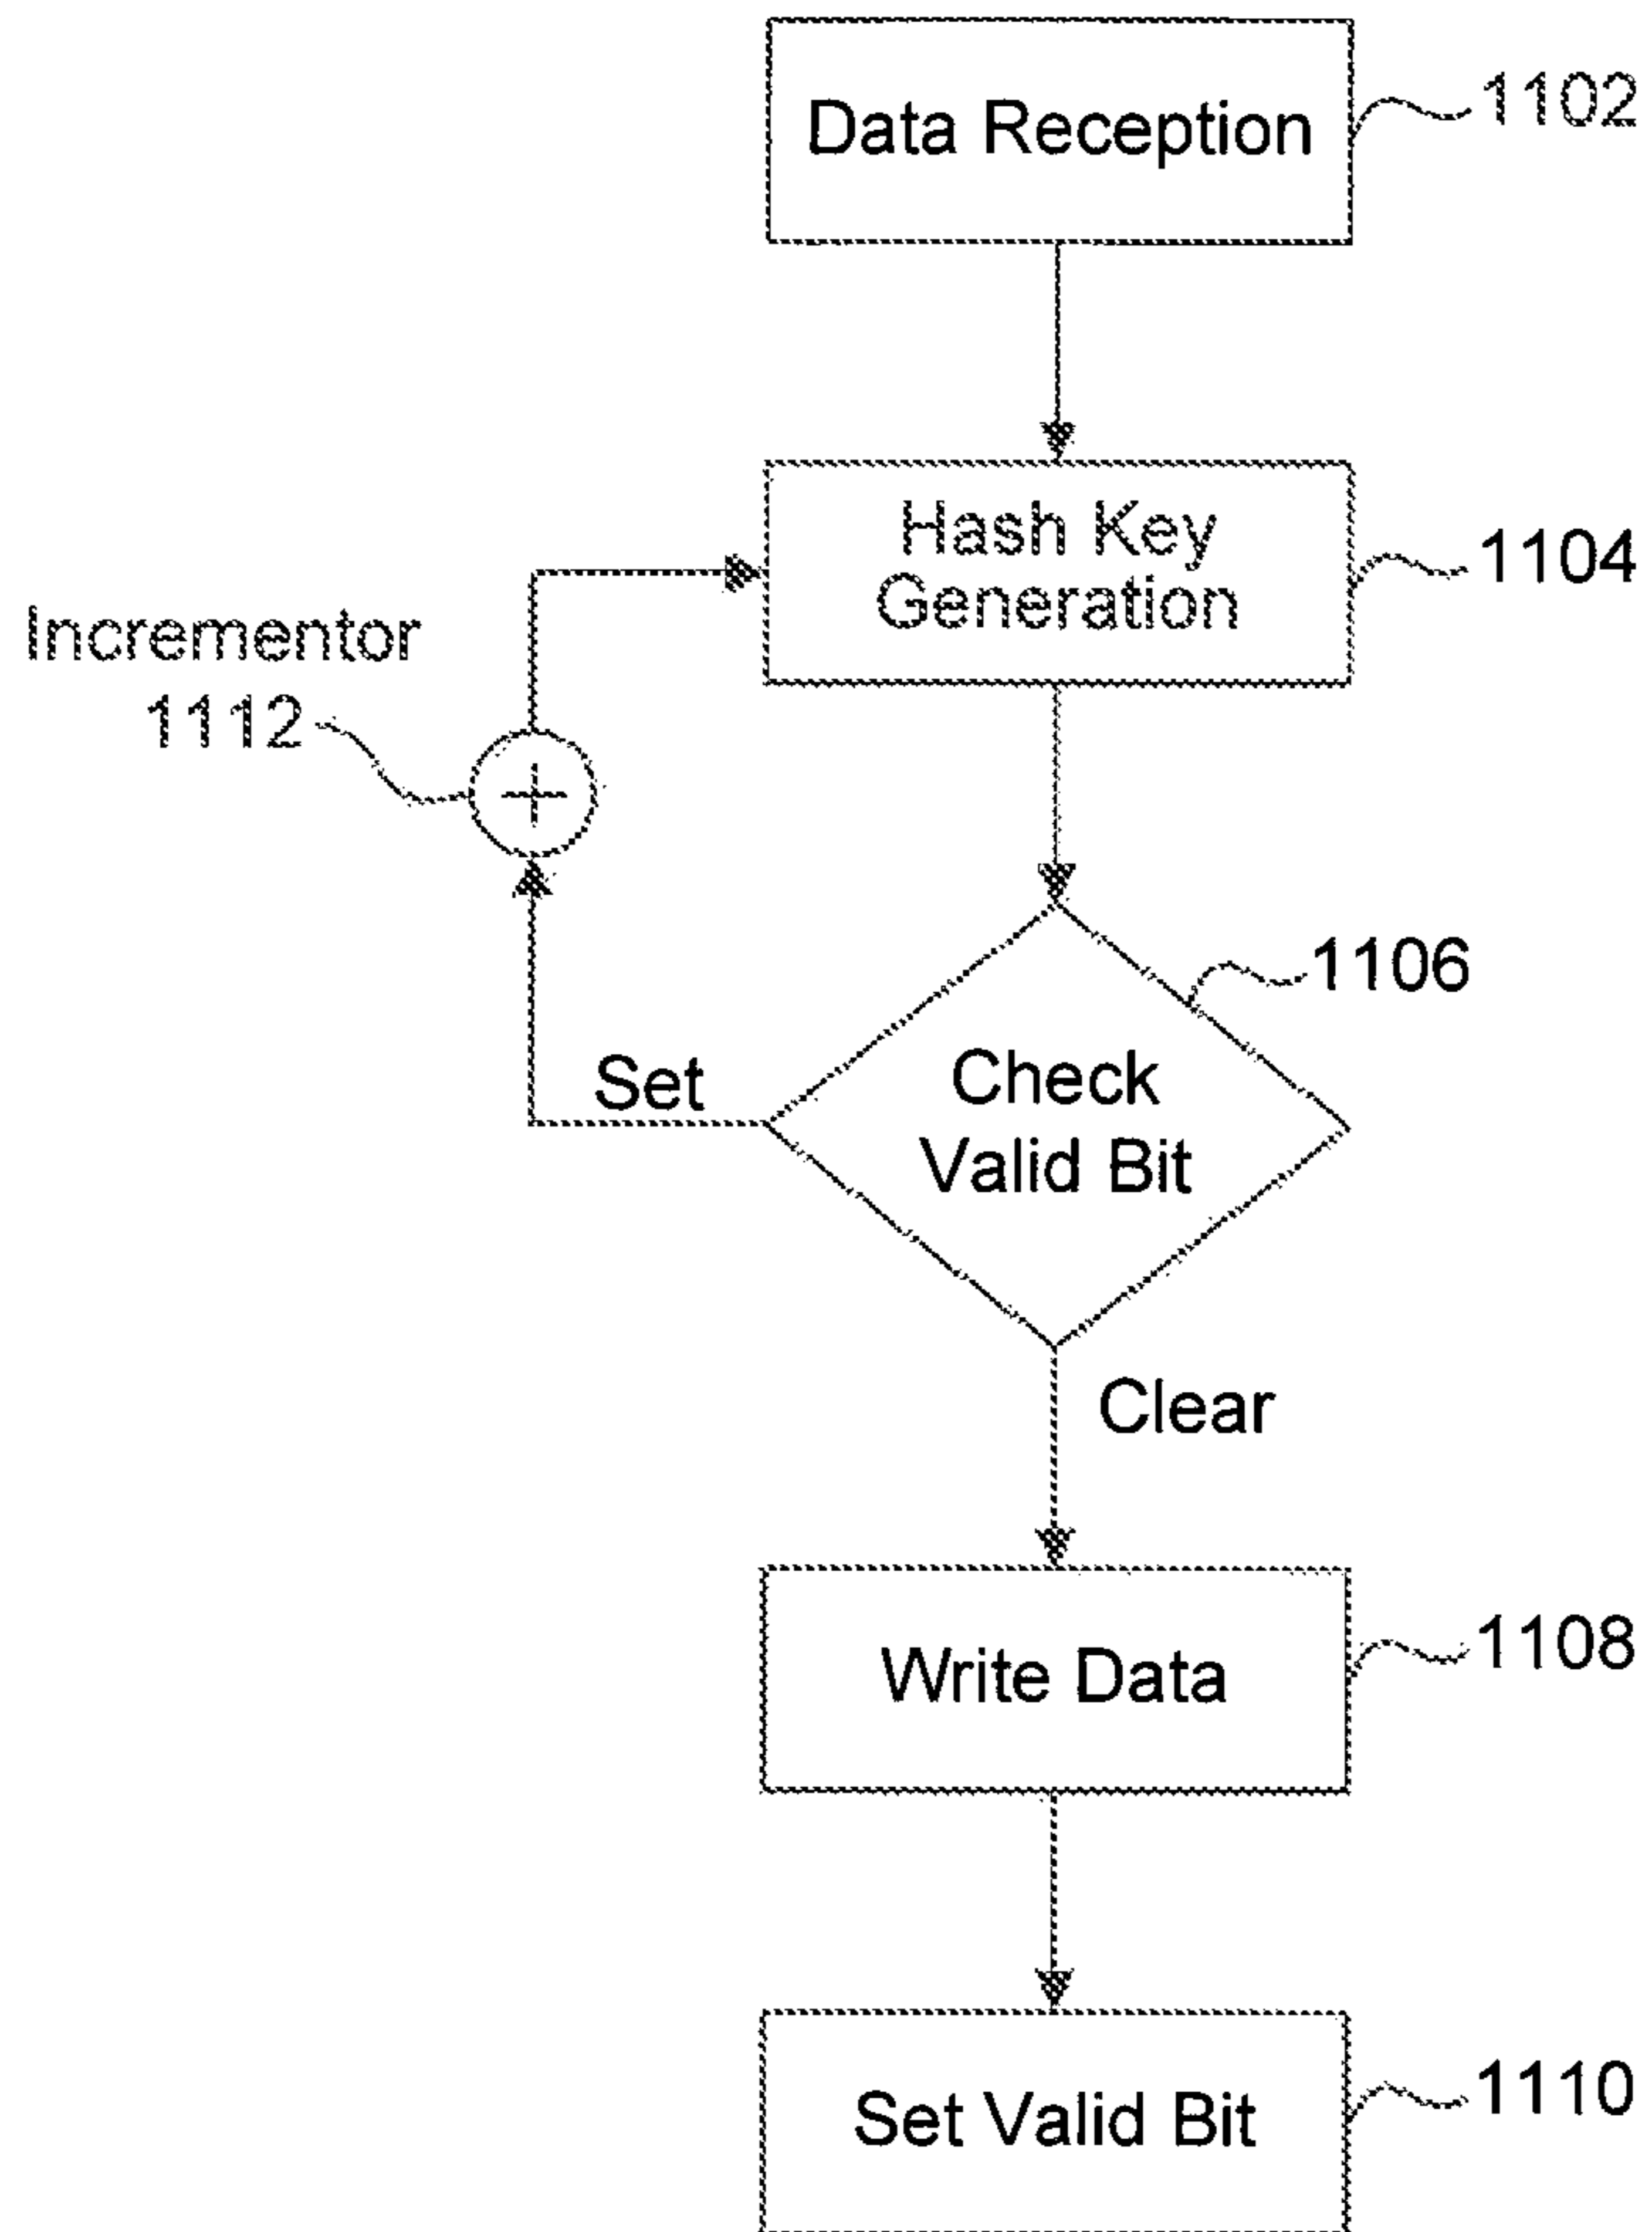 Data Reception
1102
Hash Key
Generation
1104
Incrementor
1112
1106
Check
Valid Bit
Set
Clear
Write Data
1108
Set Valid Bit
1110